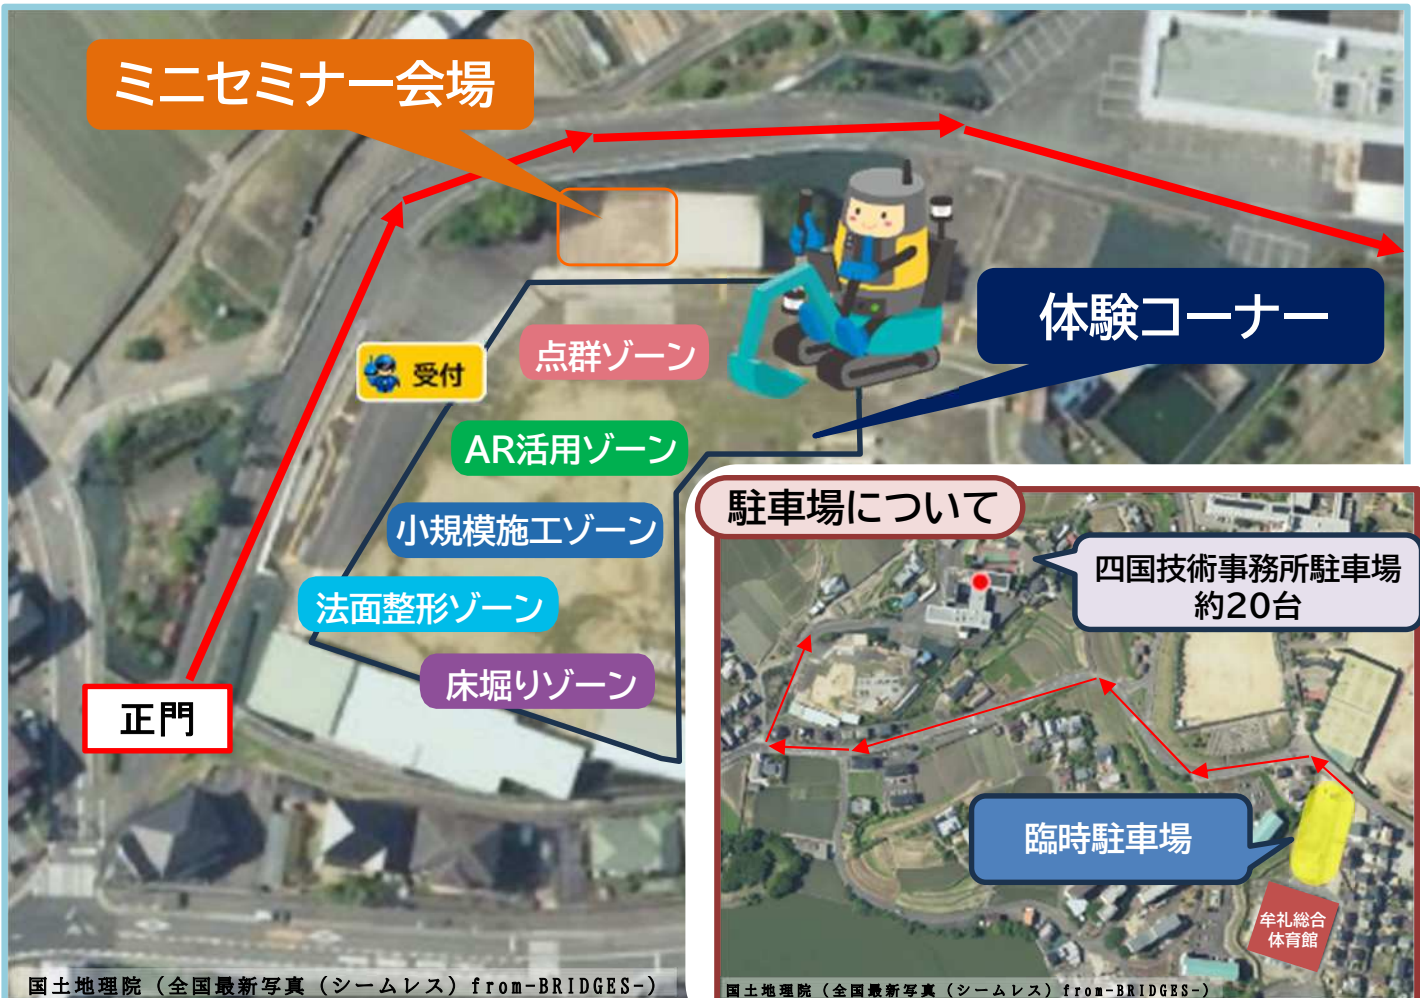 ミニセミナー会場
体験コーナー
点群ゾーン
受付
AR活用ゾーン
小規模施工ゾーン
法面整形ゾーン
床堀りゾーン
正門
駐車場について
四国技術事務所駐車場
約20台
臨時駐車場
牟礼総合
体育館
国土地理院（全国最新写真（シームレス）from-BRIDGES-）
国土地理院（全国最新写真（シームレス）from-BRIDGES-）